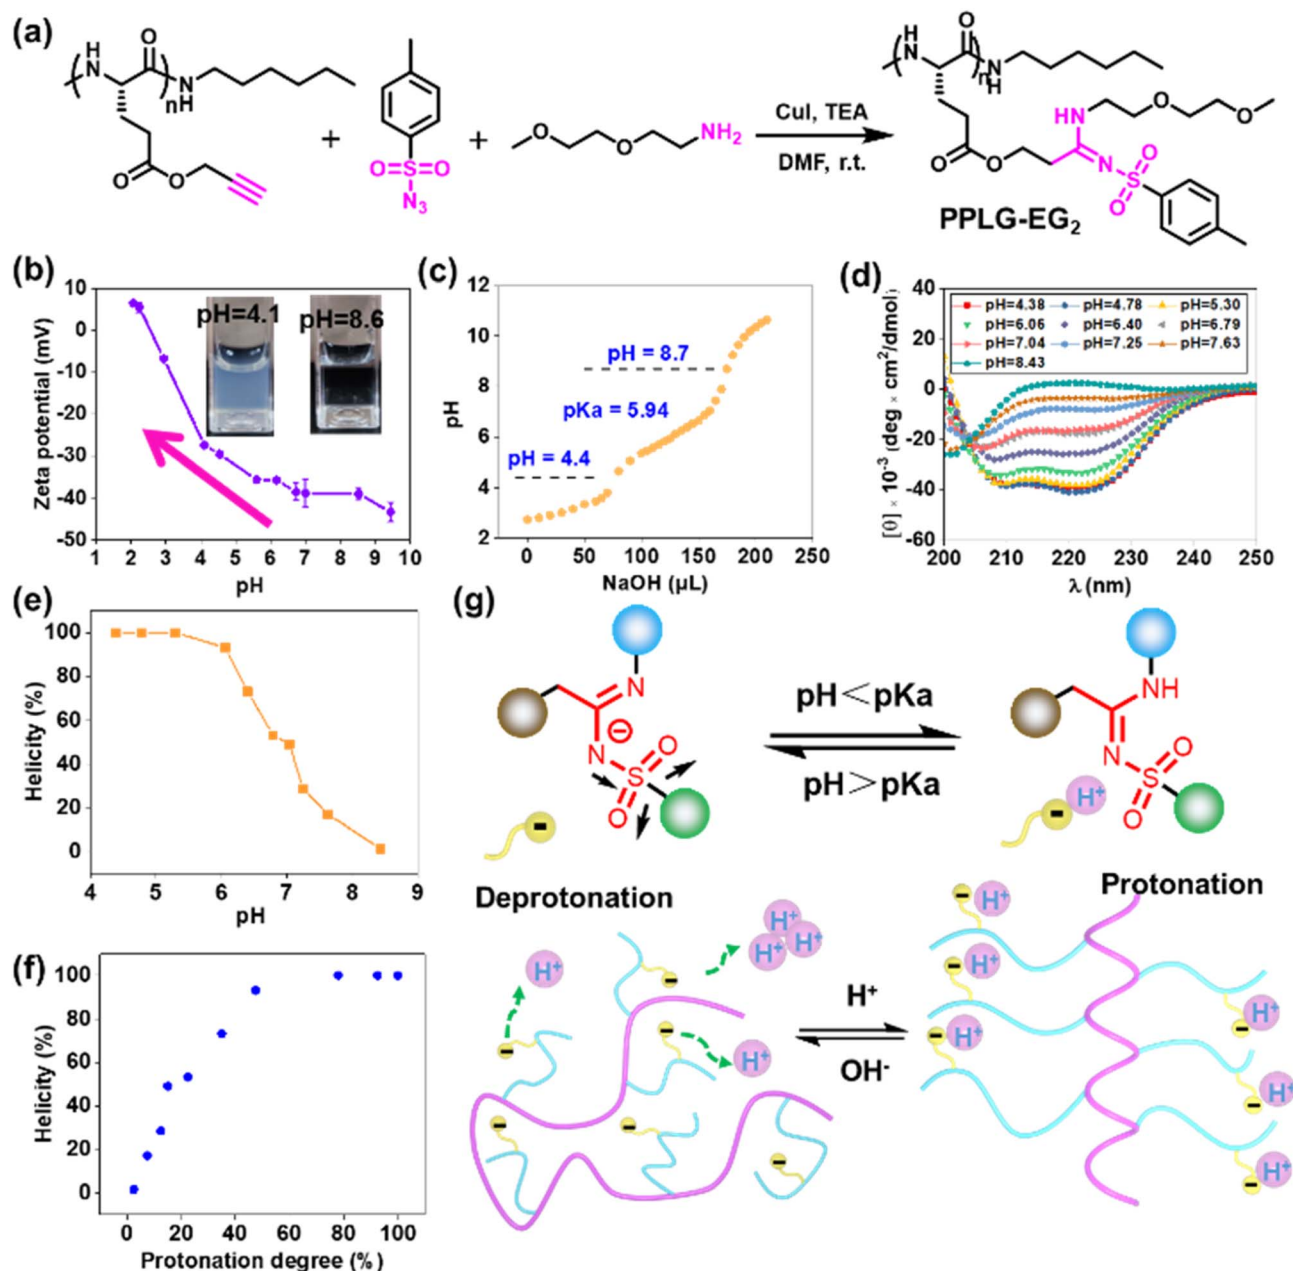 (a)
H
N
O
n
N
H
O
O
+
O=S=O
N3
+
O
O
NH2
CuI, TEA
DMF, r.t.
H
N
O
n
N
H
O
O
HN
O
O
N
S
O
O
PPLG-EG2
(b)
Zeta potential (mV)
10
0
-10
-20
-30
-40
-50
1 2 3 4 5 6 7 8 9 10
pH
pH=4.1
pH=8.6
(c)
pH
12
10
8
6
4
2
0 50 100 150 200 250
NaOH (µL)
pH = 8.7
pKa = 5.94
pH = 4.4
(d)
[θ] × 10-3 (deg × cm2/dmol)
40
20
0
-20
-40
-60
200 210 220 230 240 250
λ (nm)
pH=4.38 pH=4.78 pH=5.30
pH=6.06 pH=6.40 pH=6.79
pH=7.04 pH=7.25 pH=7.63
pH=8.43
(e)
Helicity (%)
100
80
60
40
20
0
4 5 6 7 8 9
pH
(f)
Helicity (%)
100
80
60
40
20
0
0 20 40 60 80 100
Protonation degree (%)
(g)
N
N
S
O
O
pH<pKa
pH>pKa
NH
N
S
O
O
H+
Deprotonation
Protonation
H+
H+
H+ H+
H+
H+
OH-
H+
H+
H+
H+
H+
H+